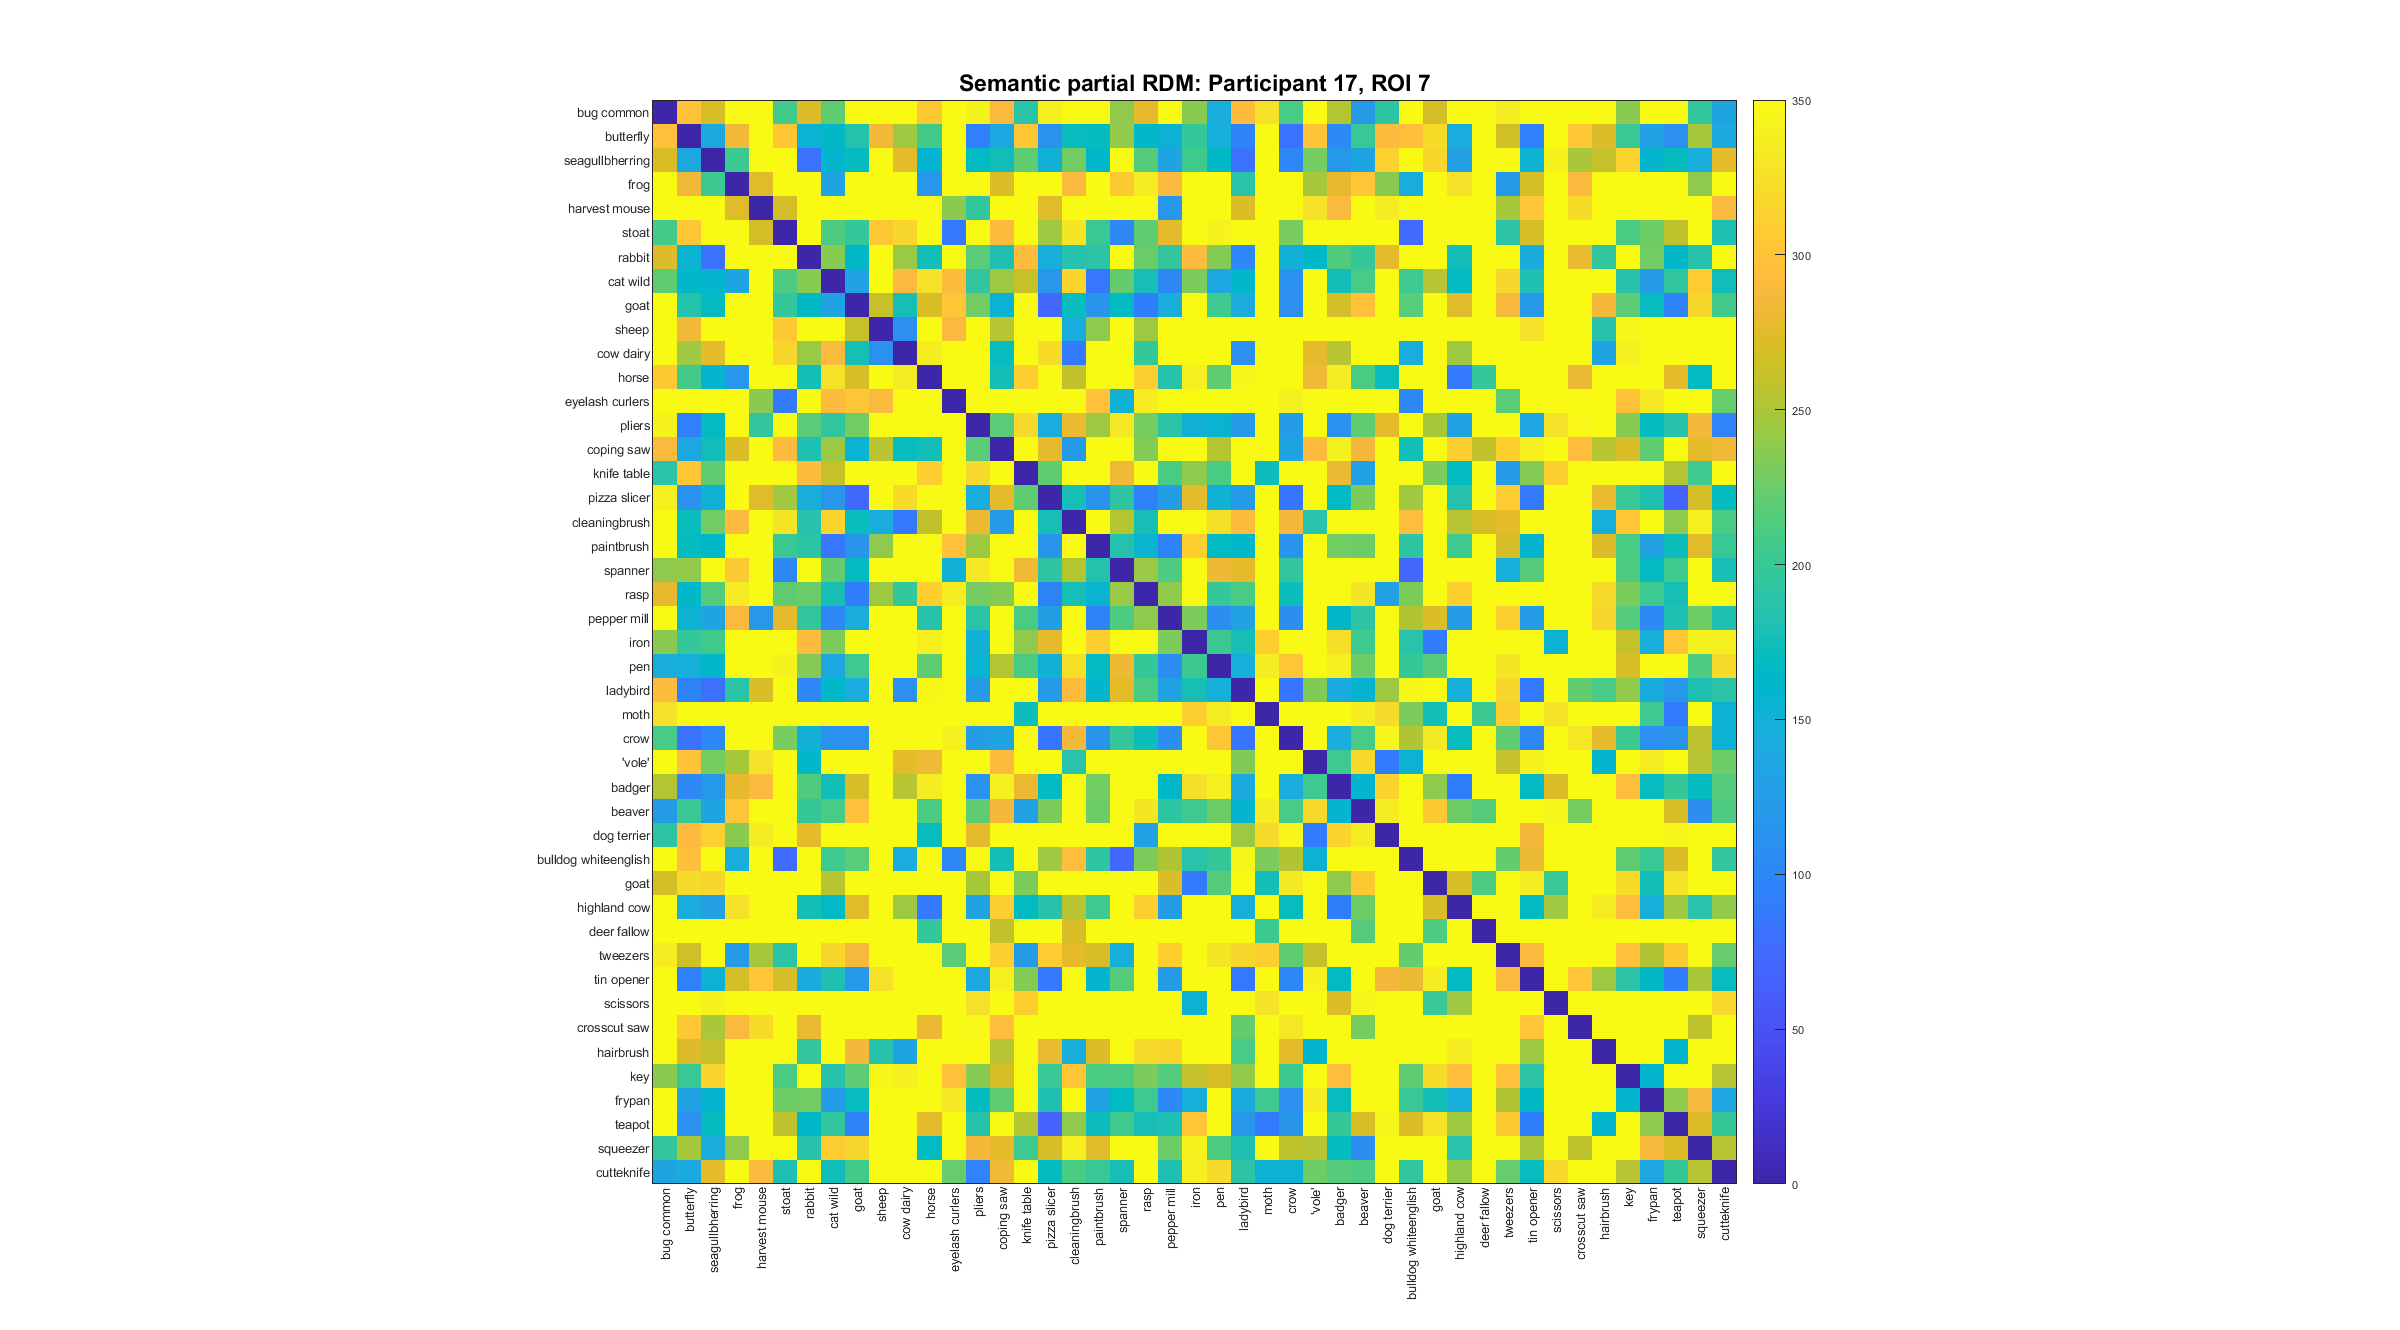 Semantic partial RDM: Participant 17, ROI 7
bug common
butterfly
seagullbherring
frog
harvest mouse
stoat
rabbit
cat wild
goat
sheep
cow dairy
horse
eyelash curlers
pliers
coping saw
knife table
pizza slicer
cleaningbrush
paintbrush
spanner
rasp
pepper mill
iron
pen
ladybird
moth
crow
'vole'
badger
beaver
dog terrier
bulldog whiteenglish
goat
highland cow
deer fallow
tweezers
tin opener
scissors
crosscut saw
hairbrush
key
frypan
teapot
squeezer
cutteknife
bug common
butterfly
seagullbherring
frog
harvest mouse
stoat
rabbit
cat wild
goat
sheep
cow dairy
horse
eyelash curlers
pliers
coping saw
knife table
pizza slicer
cleaningbrush
paintbrush
spanner
rasp
pepper mill
iron
pen
ladybird
moth
crow
'vole'
badger
beaver
dog terrier
bulldog whiteenglish
goat
highland cow
deer fallow
tweezers
tin opener
scissors
crosscut saw
hairbrush
key
frypan
teapot
squeezer
cutteknife
350
300
250
200
150
100
50
0